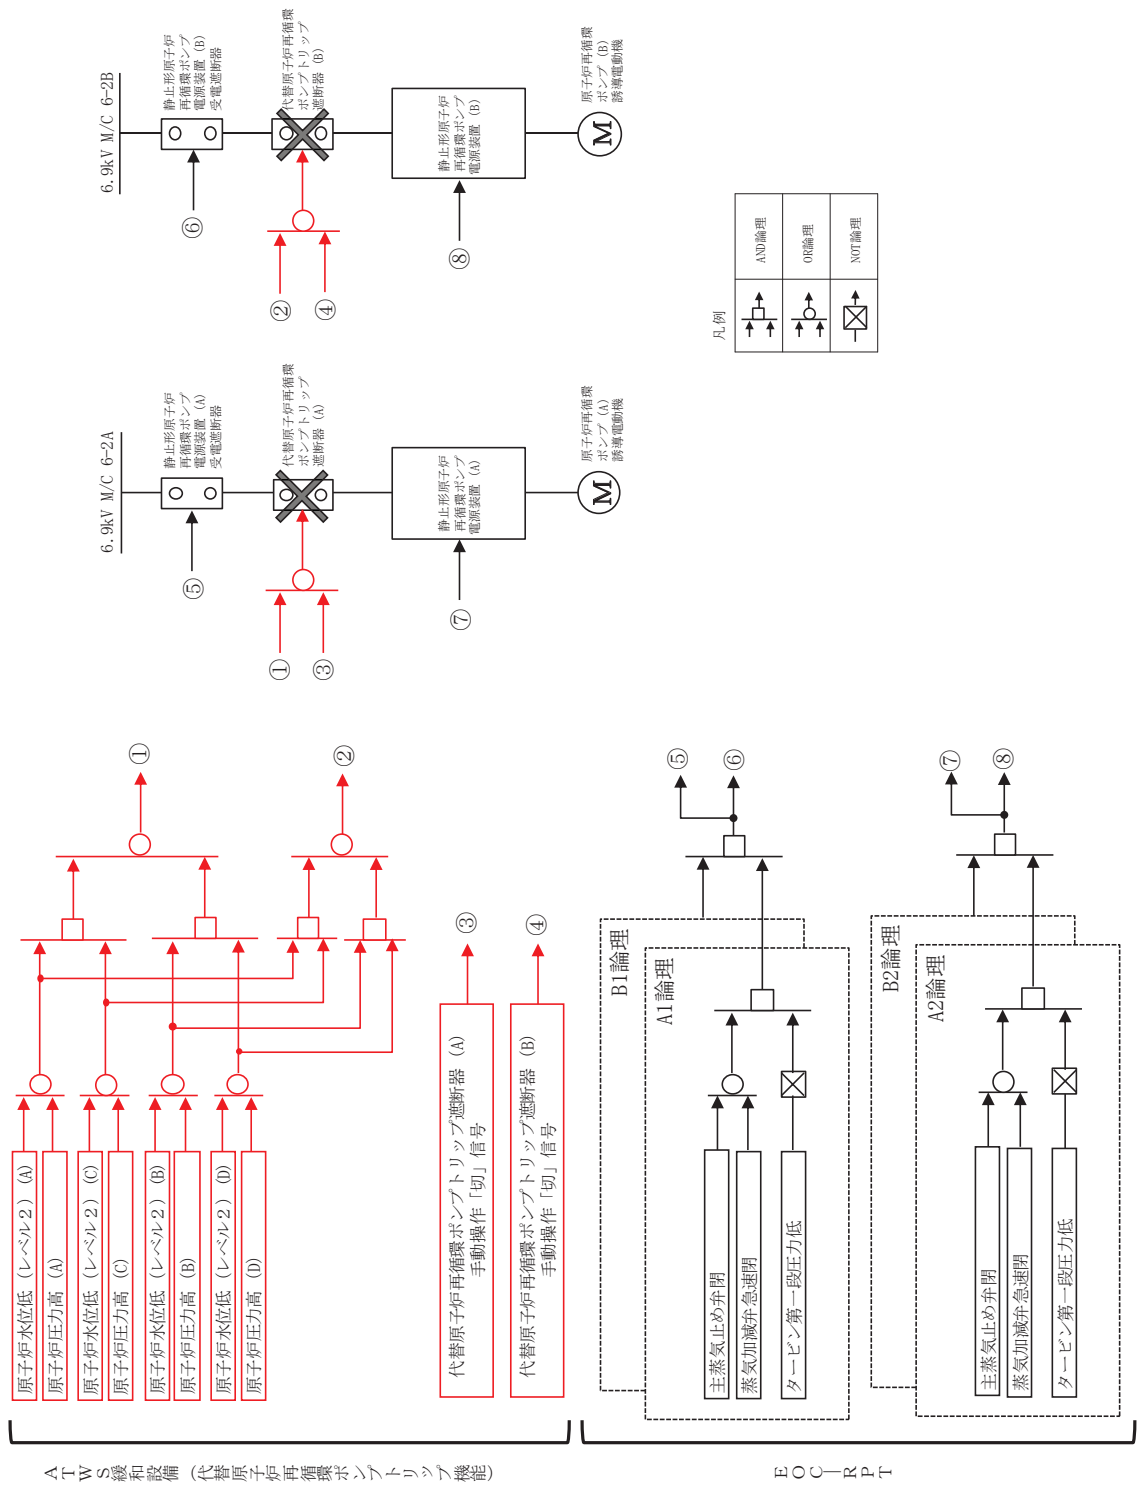 ATWS緩和設備（代替原子炉再循環ポンプトリップ機能）
原子炉水位低（レベル２）(A)
原子炉圧力高 (A)
原子炉水位低（レベル２）(C)
原子炉圧力高 (C)
原子炉水位低（レベル２）(B)
原子炉圧力高 (B)
原子炉水位低（レベル２）(D)
原子炉圧力高 (D)
①
②
代替原子炉再循環ポンプトリップ遮断器 (A)
手動操作「切」信号
③
代替原子炉再循環ポンプトリップ遮断器 (B)
手動操作「切」信号
④
EOC―RPT
B1論理
A1論理
主蒸気止め弁閉
蒸気加減弁急速閉
タービン第一段圧力低
⑤
⑥
B2論理
A2論理
主蒸気止め弁閉
蒸気加減弁急速閉
タービン第一段圧力低
⑦
⑧
6.9kV M/C 6-2A
静止形原子炉
再循環ポンプ
電源装置 (A)
受電遮断器
⑤
代替原子炉再循環
ポンプトリップ
遮断器 (A)
①
③
静止形原子炉
再循環ポンプ
電源装置 (A)
⑦
M
原子炉再循環
ポンプ (A)
誘導電動機
6.9kV M/C 6-2B
静止形原子炉
再循環ポンプ
電源装置 (B)
受電遮断器
⑥
代替原子炉再循環
ポンプトリップ
遮断器 (B)
②
④
静止形原子炉
再循環ポンプ
電源装置 (B)
⑧
M
原子炉再循環
ポンプ (B)
誘導電動機
凡例
AND論理
OR論理
NOT論理